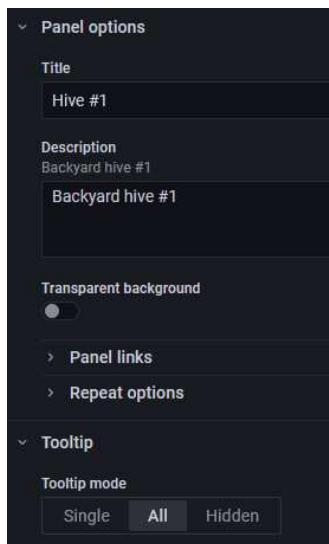 Panel options
Title
Hive #1
Description
Backyard hive #1
Backyard hive #1
Transparent background
Panel links
Repeat options
Tooltip
Tooltip mode
Single All Hidden